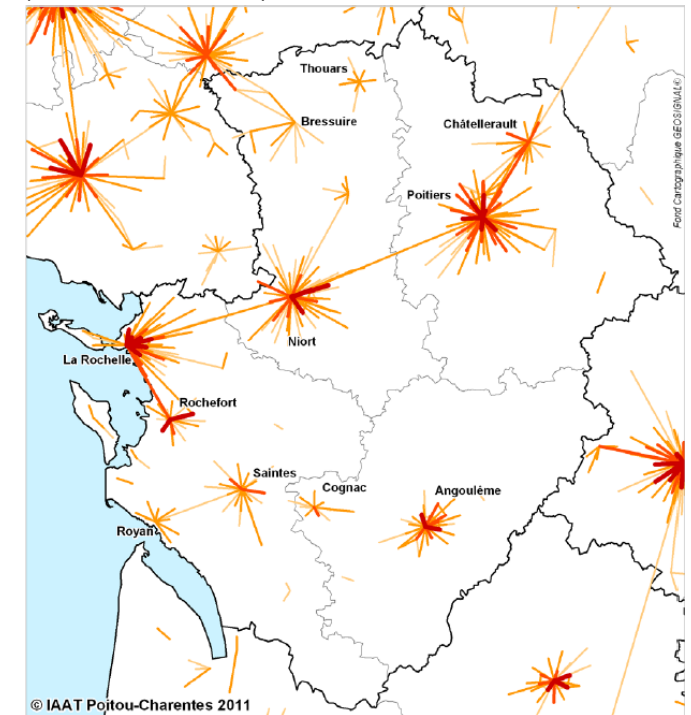 Thouars
Bressuire
Châtellerault
Fond Cartographique GEOSIGNAL©
Poitiers
Niort
La Rochelle
Rochefort
Saintes
Cognac
Angoulême
Royan
© IAAT Poitou-Charentes 2011